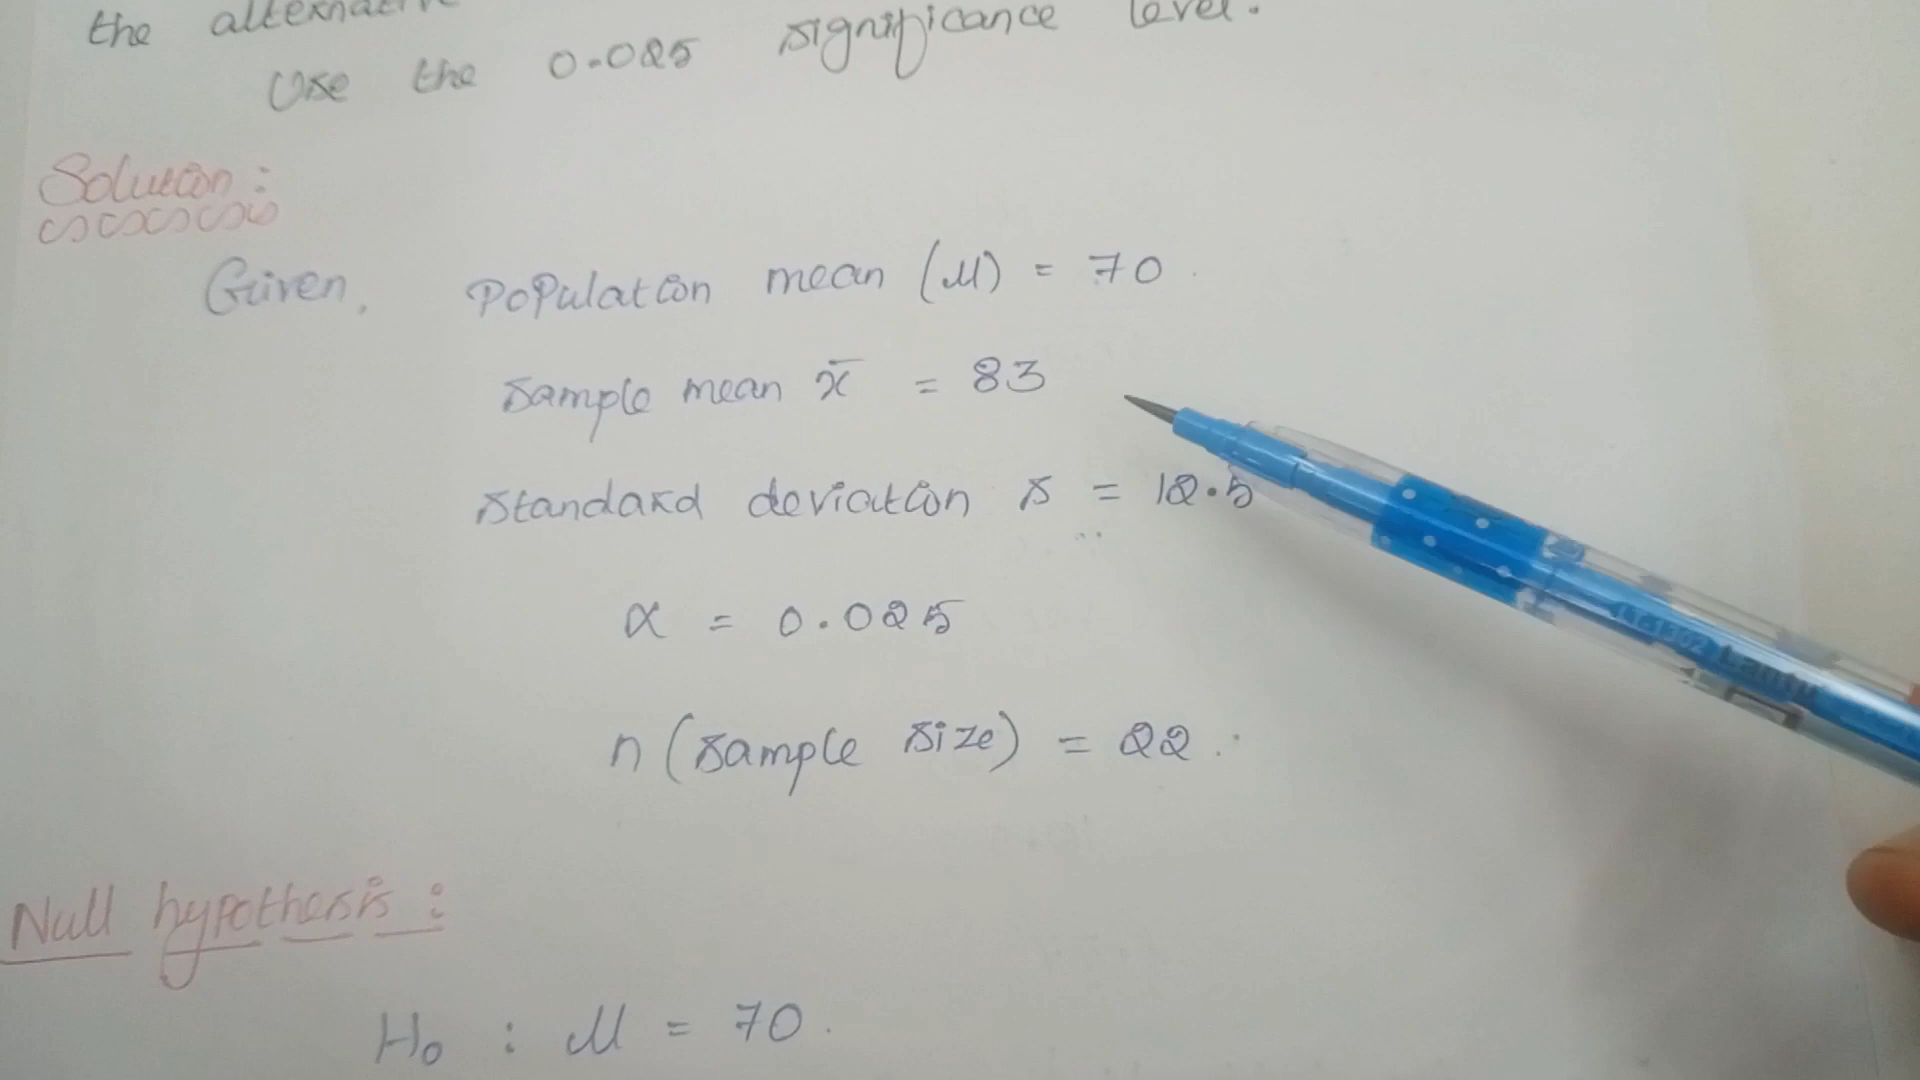 the alternative
Use the 0.025 significance level.
Solution:
Given, Population mean (μ) = 70.
Sample mean x̄ = 83
Standard deviation s = 12.5
α = 0.025
n (sample size) = 22.
Null hypothesis:
H₀ : μ = 70.